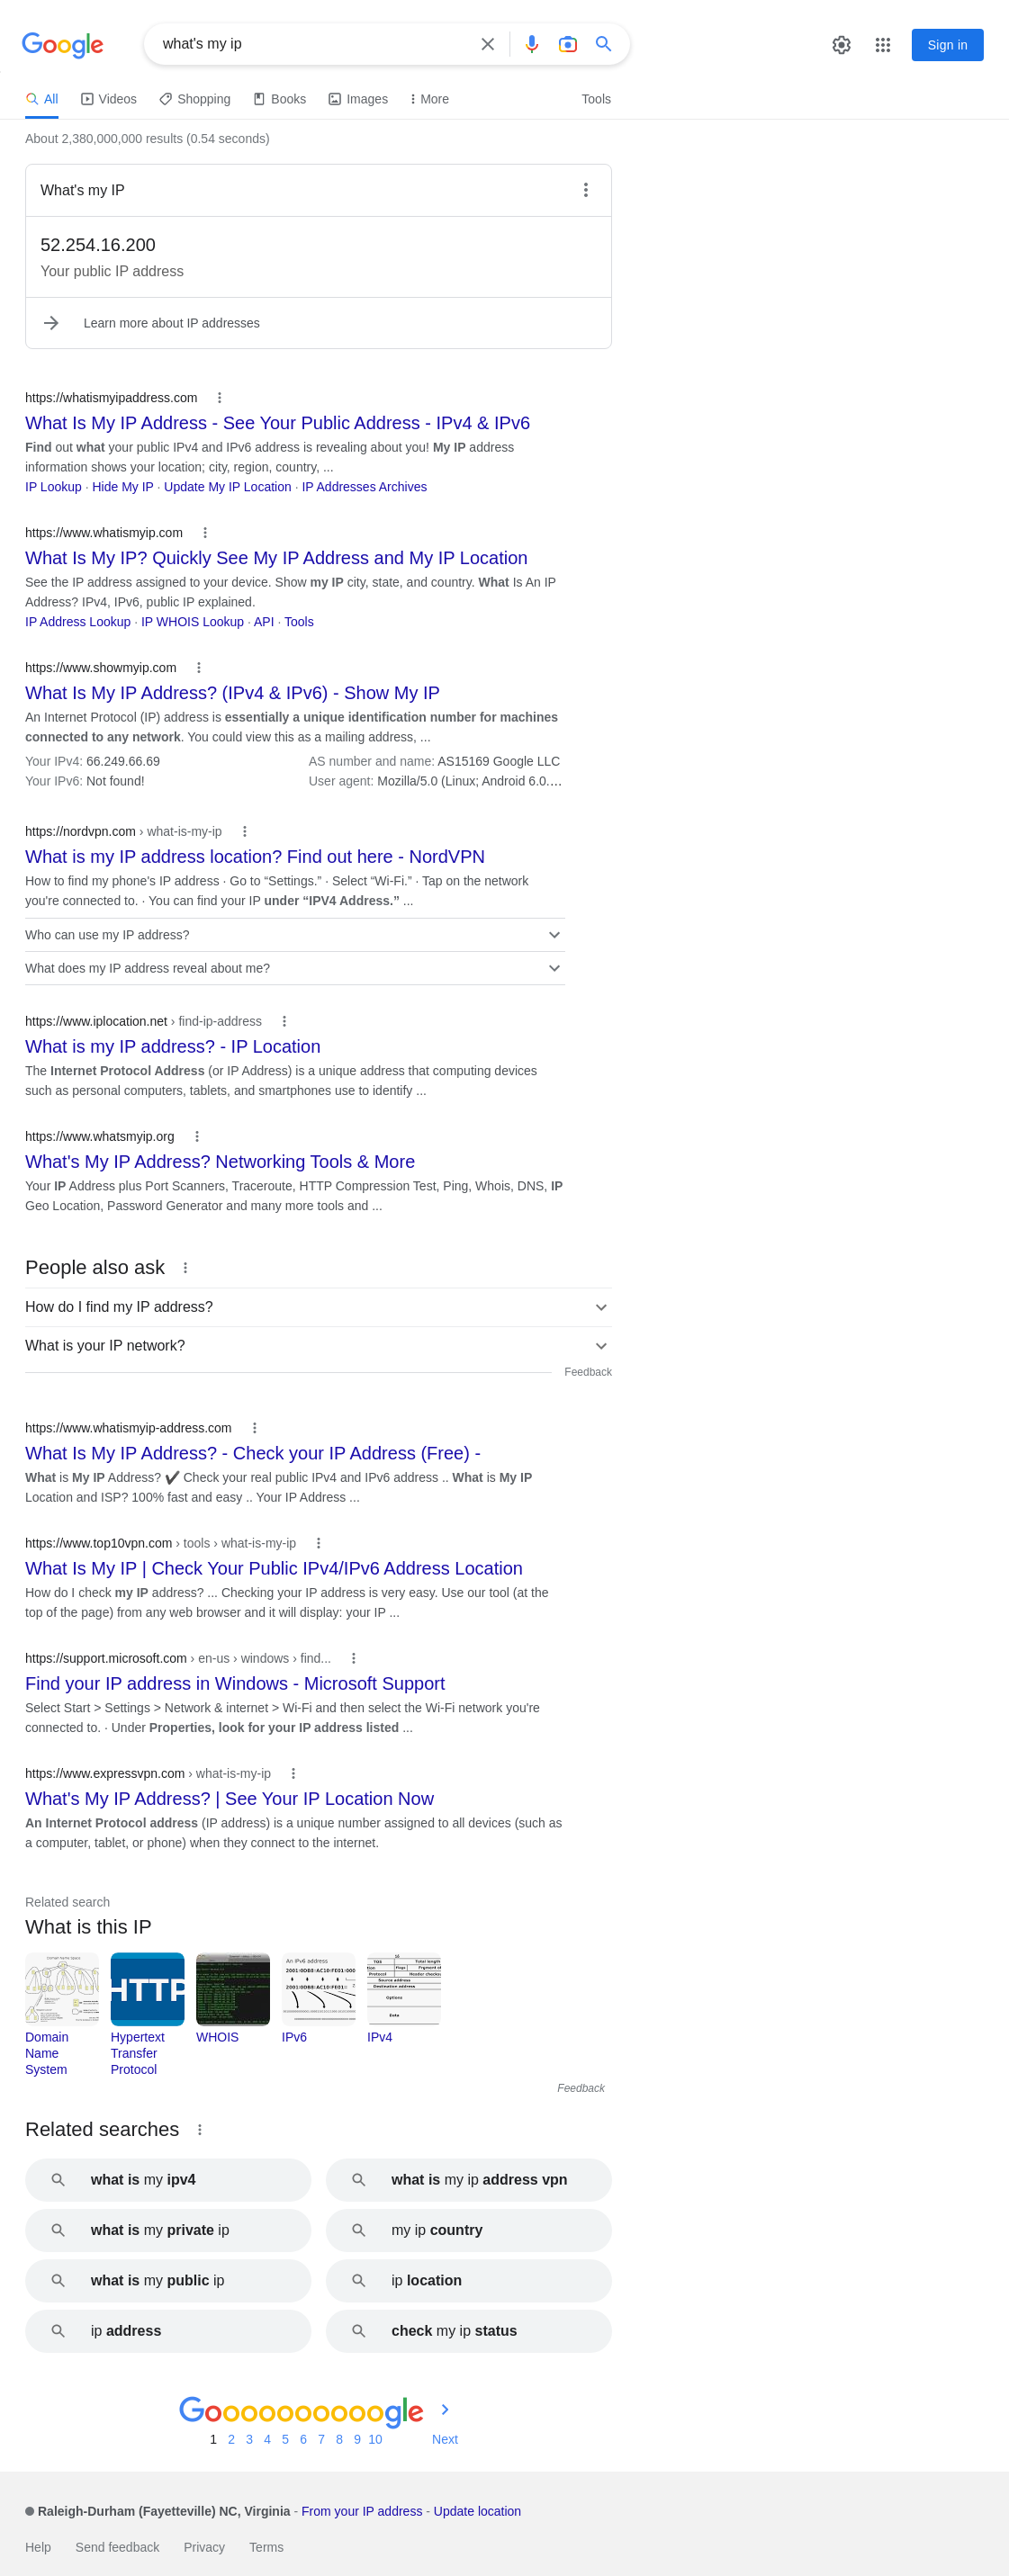 Google
what's my ip
Sign in
All
Videos
Shopping
Books
Images
More
Tools
About 2,380,000,000 results (0.54 seconds)
What's my IP
52.254.16.200
Your public IP address
Learn more about IP addresses
https://whatismyipaddress.com
What Is My IP Address - See Your Public Address - IPv4 & IPv6
Find out what your public IPv4 and IPv6 address is revealing about you! My IP address
information shows your location; city, region, country, ...
IP Lookup · Hide My IP · Update My IP Location · IP Addresses Archives
https://www.whatismyip.com
What Is My IP? Quickly See My IP Address and My IP Location
See the IP address assigned to your device. Show my IP city, state, and country. What Is An IP
Address? IPv4, IPv6, public IP explained.
IP Address Lookup · IP WHOIS Lookup · API · Tools
https://www.showmyip.com
What Is My IP Address? (IPv4 & IPv6) - Show My IP
An Internet Protocol (IP) address is essentially a unique identification number for machines
connected to any network. You could view this as a mailing address, ...
Your IPv4: 66.249.66.69
AS number and name: AS15169 Google LLC
Your IPv6: Not found!
User agent: Mozilla/5.0 (Linux; Android 6.0....
https://nordvpn.com › what-is-my-ip
What is my IP address location? Find out here - NordVPN
How to find my phone's IP address · Go to “Settings.” · Select “Wi-Fi.” · Tap on the network
you're connected to. · You can find your IP under “IPV4 Address.” ...
Who can use my IP address?
What does my IP address reveal about me?
https://www.iplocation.net › find-ip-address
What is my IP address? - IP Location
The Internet Protocol Address (or IP Address) is a unique address that computing devices
such as personal computers, tablets, and smartphones use to identify ...
https://www.whatsmyip.org
What's My IP Address? Networking Tools & More
Your IP Address plus Port Scanners, Traceroute, HTTP Compression Test, Ping, Whois, DNS, IP
Geo Location, Password Generator and many more tools and ...
People also ask
How do I find my IP address?
What is your IP network?
Feedback
https://www.whatismyip-address.com
What Is My IP Address? - Check your IP Address (Free) -
What is My IP Address? ✔️ Check your real public IPv4 and IPv6 address .. What is My IP
Location and ISP? 100% fast and easy .. Your IP Address ...
https://www.top10vpn.com › tools › what-is-my-ip
What Is My IP | Check Your Public IPv4/IPv6 Address Location
How do I check my IP address? ... Checking your IP address is very easy. Use our tool (at the
top of the page) from any web browser and it will display: your IP ...
https://support.microsoft.com › en-us › windows › find...
Find your IP address in Windows - Microsoft Support
Select Start > Settings > Network & internet > Wi-Fi and then select the Wi-Fi network you're
connected to. · Under Properties, look for your IP address listed ...
https://www.expressvpn.com › what-is-my-ip
What's My IP Address? | See Your IP Location Now
An Internet Protocol address (IP address) is a unique number assigned to all devices (such as
a computer, tablet, or phone) when they connect to the internet.
Related search
What is this IP
Domain Name Space
HTTP
An IPv6 address
2001:0DB8:AC10:FE01:000
2001:0DB8:AC10:FE01:
Total length
TOS
Flags
Fragment of
Protocol
Header checks
Source address
Destination address
Options
Data
Domain
Name
System
Hypertext
Transfer
Protocol
WHOIS
IPv6
IPv4
Feedback
Related searches
what is my ipv4
what is my ip address vpn
what is my private ip
my ip country
what is my public ip
ip location
ip address
check my ip status
Goooooooooogle
1 2 3 4 5 6 7 8 9 10 Next
Raleigh-Durham (Fayetteville) NC, Virginia - From your IP address - Update location
Help
Send feedback
Privacy
Terms